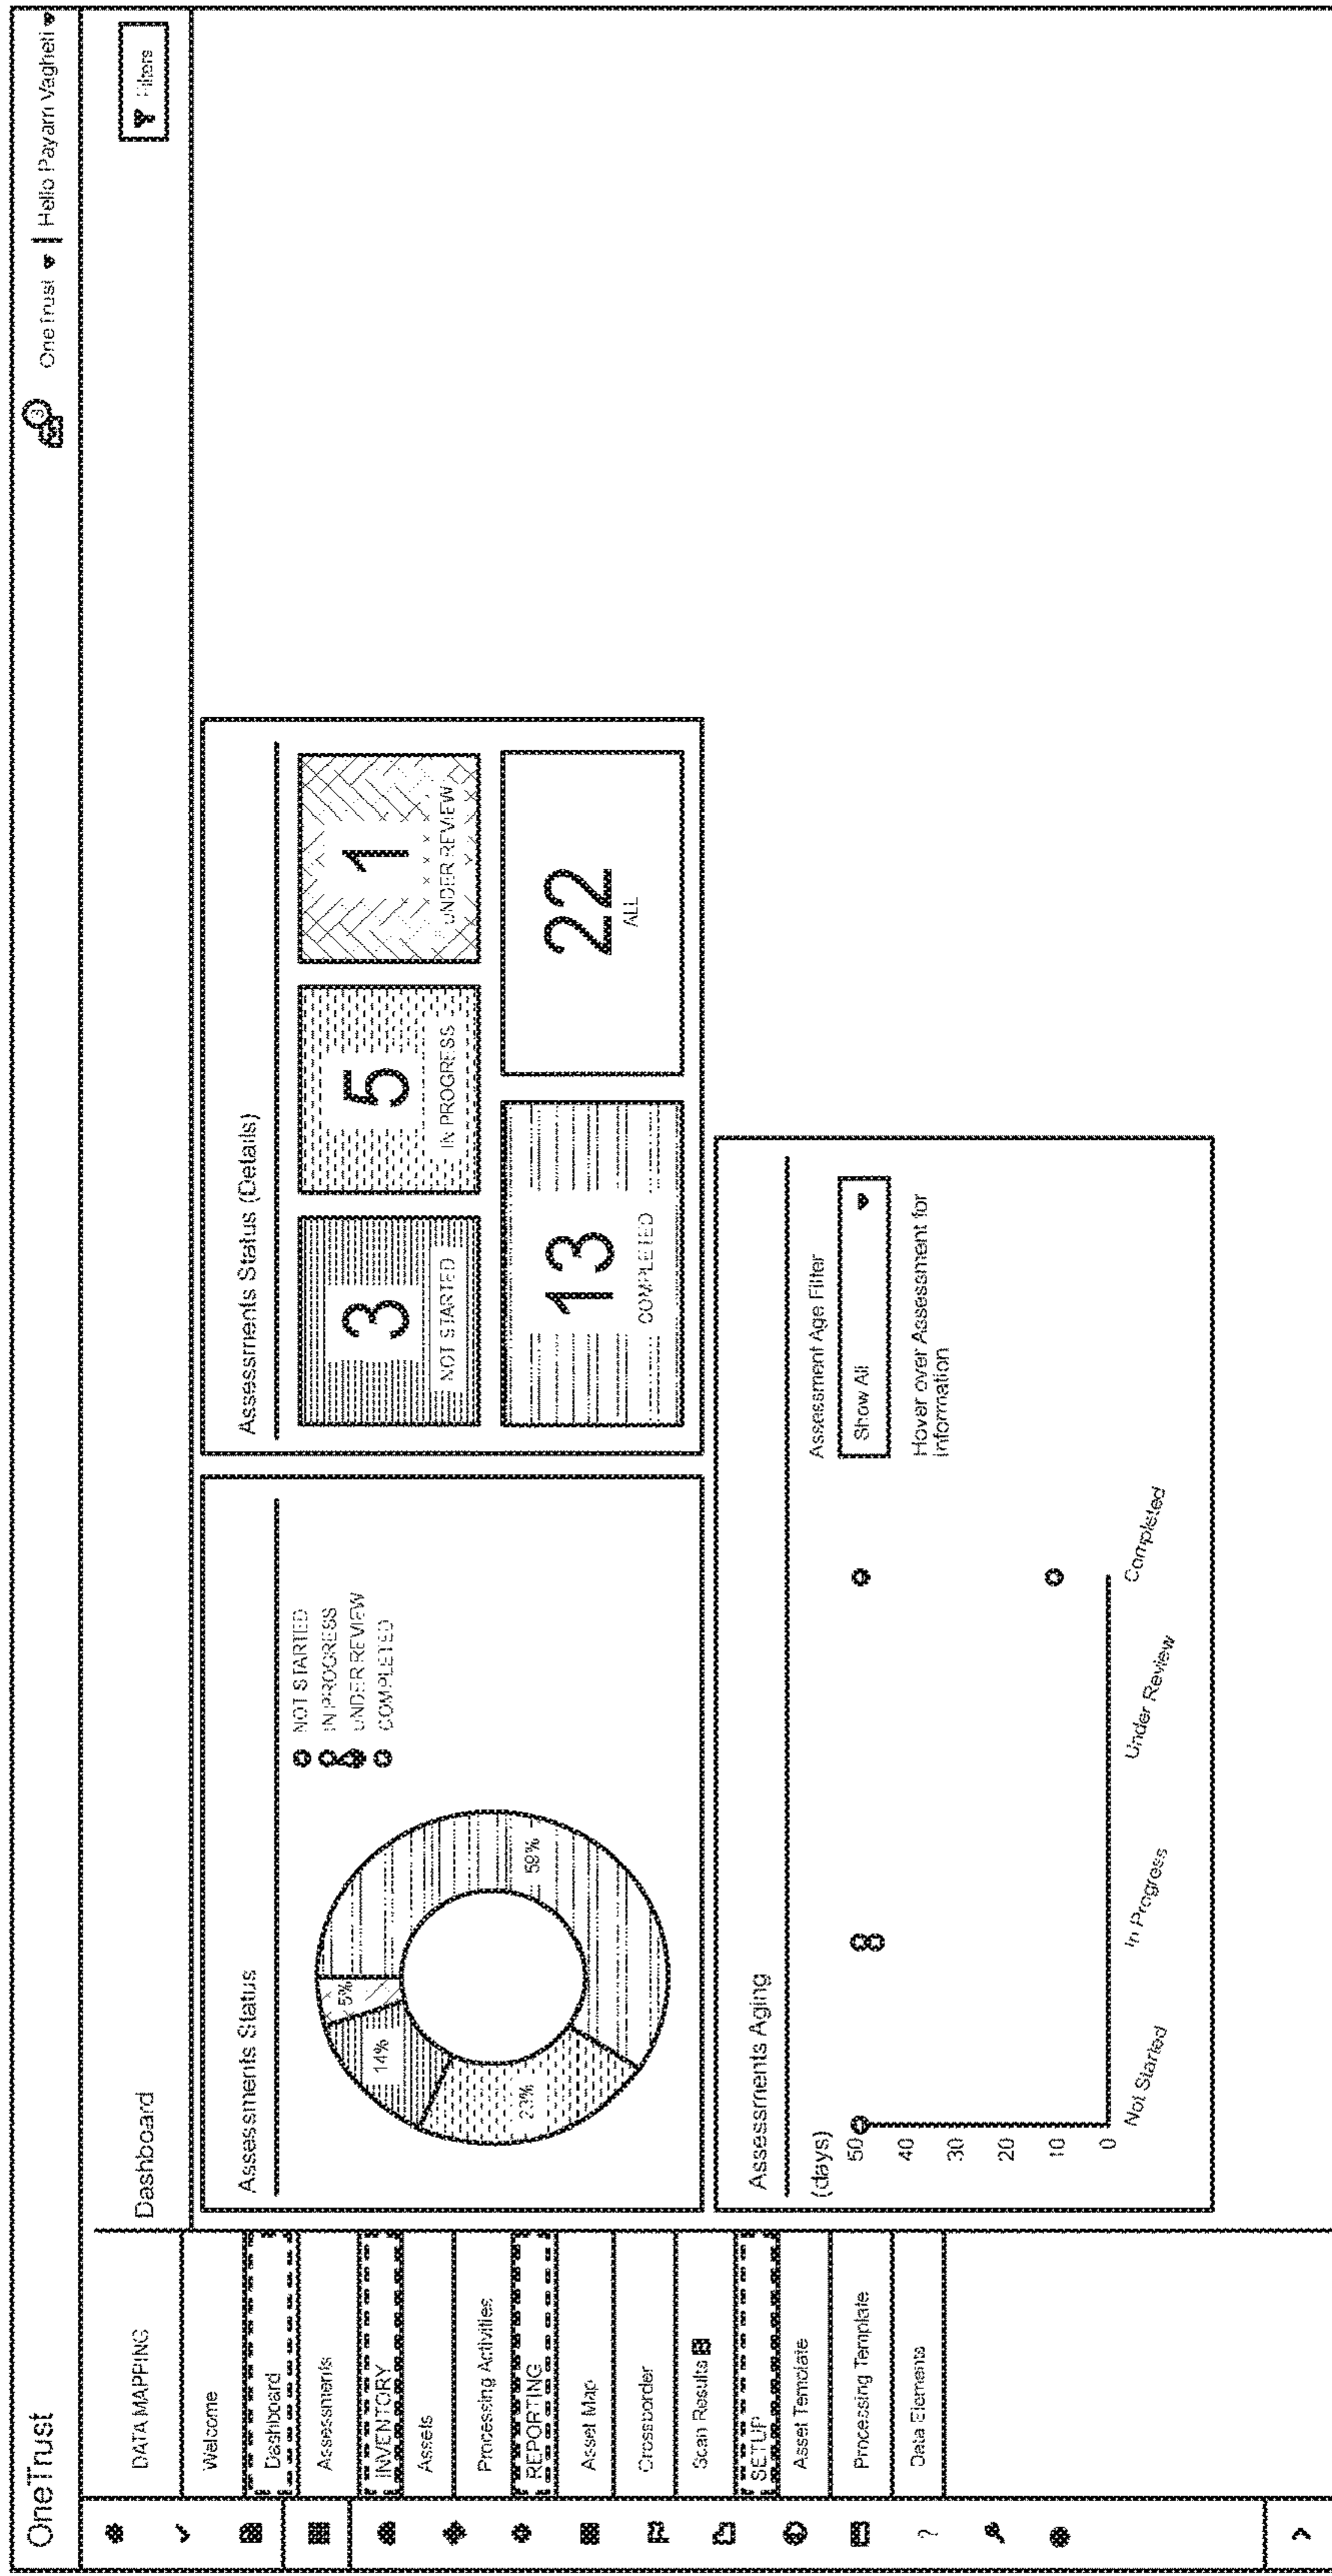 OneTrust
3
OneTrust
Hello Payam Vagheti
DATA MAPPING
Welcome
Dashboard
Assessments
INVENTORY
Assets
Processing Activities
REPORTING
Asset Map
Crossborder
Scan Results
SETUP
Asset Template
Processing Template
Data Elements
?
Dashboard
Filters
Assessments Status
5%
14%
23%
59%
NOT STARTED
IN PROGRESS
UNDER REVIEW
COMPLETED
Assessments Status (Details)
3
NOT STARTED
5
IN PROGRESS
1
UNDER REVIEW
13
COMPLETED
22
ALL
Assessments Aging
(days)
50
40
30
20
10
0
Not Started
In Progress
Under Review
Completed
Assessment Age Filter
Show All
Hover over Assessment for
Information